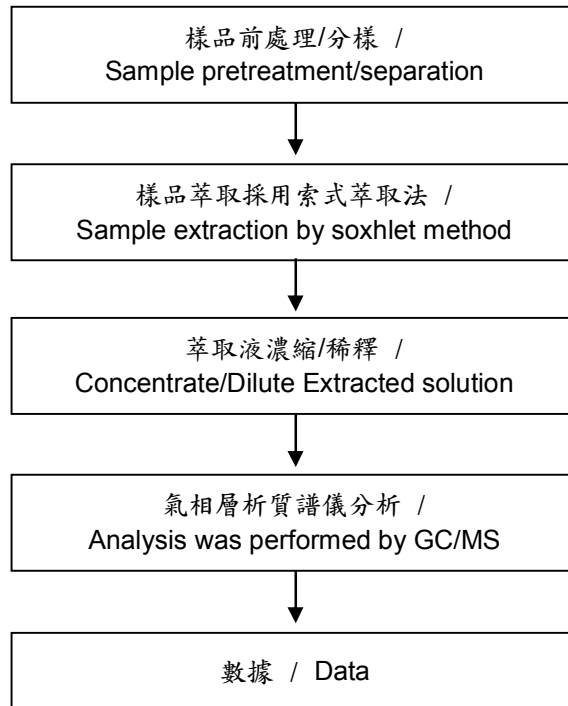 樣品前處理/分樣 /
Sample pretreatment/separation
樣品萃取採用索式萃取法 /
Sample extraction by soxhlet method
萃取液濃縮/稀釋 /
Concentrate/Dilute Extracted solution
氣相層析質譜儀分析 /
Analysis was performed by GC/MS
數據 / Data